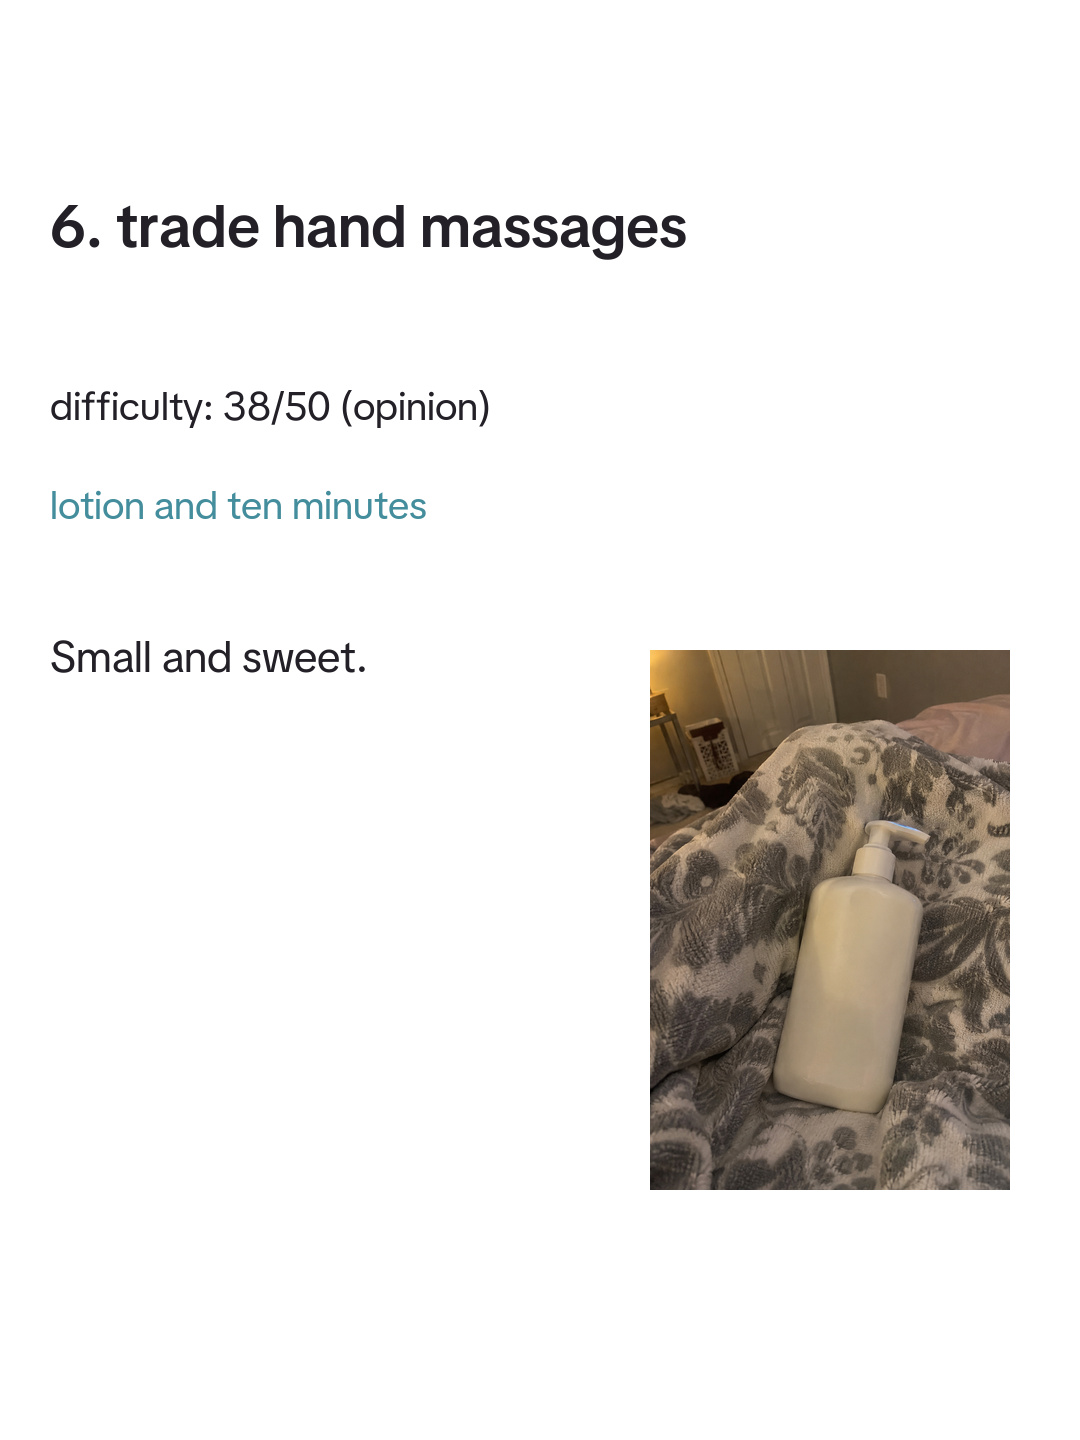 6. trade hand massages
difficulty: 38/50 (opinion)
lotion and ten minutes
Small and sweet.